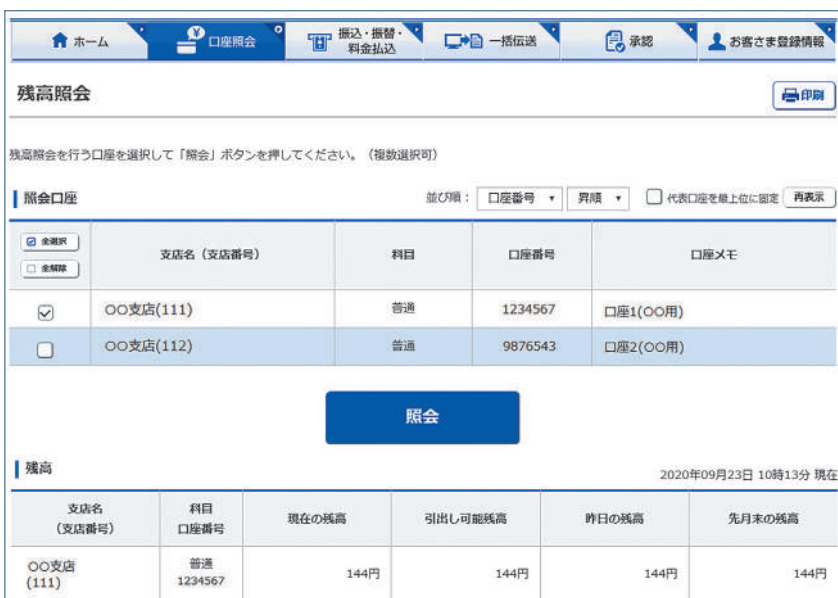 ホーム
口座照会
振込・振替・
料金払込
一括伝送
承認
お客さま登録情報
残高照会
印刷
残高照会を行う口座を選択して「照会」ボタンを押してください。（複数選択可）
照会口座
並び順： 口座番号 ▼ 昇順 ▼ 代表口座を最上位に固定 再表示
全選択
全解除
支店名（支店番号） 科目 口座番号 口座メモ
〇〇支店(111) 普通 1234567 口座1(〇〇用)
〇〇支店(112) 普通 9876543 口座2(〇〇用)
照会
残高
2020年09月23日 10時13分 現在
支店名
（支店番号）
科目
口座番号
現在の残高 引出し可能残高 昨日の残高 先月末の残高
〇〇支店
(111)
普通
1234567
144円 144円 144円 144円